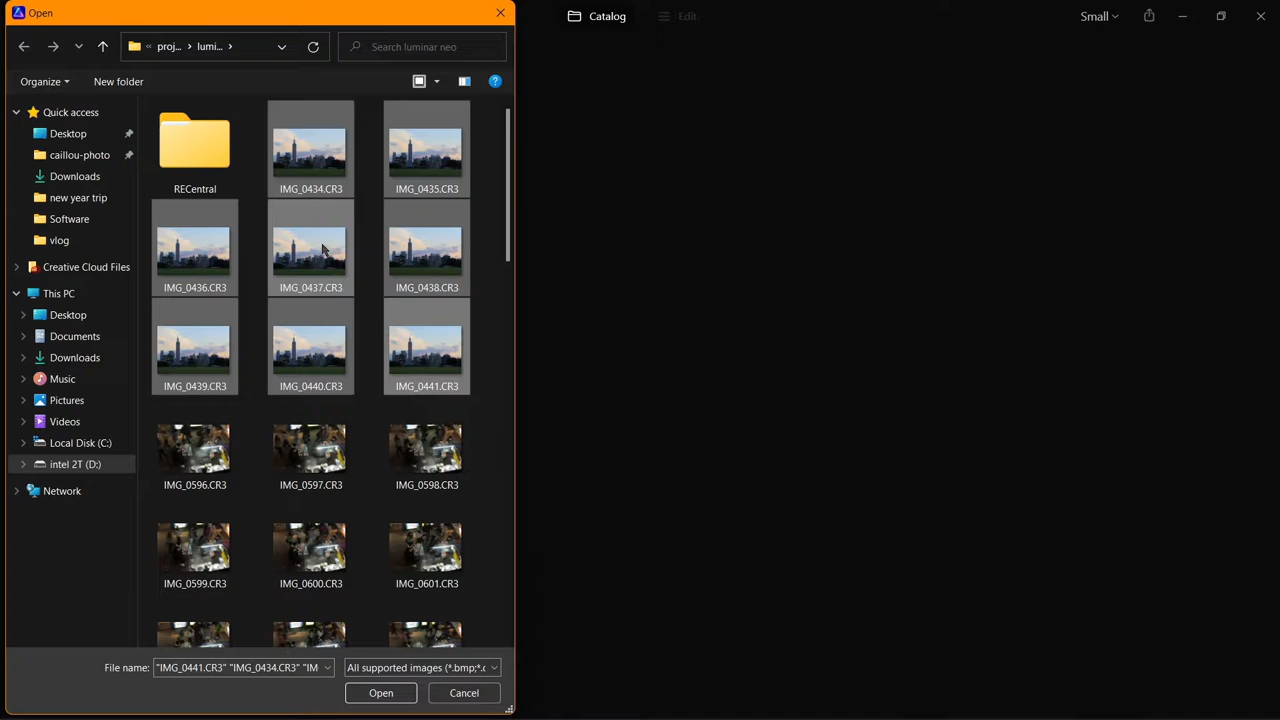 Open
Catalog
Edit
Small
« proj... › lumi... ›
Search luminar neo
Organize
New folder
Quick access
Desktop
caillou-photo
Downloads
new year trip
Software
vlog
Creative Cloud Files
This PC
Desktop
Documents
Downloads
Music
Pictures
Videos
Local Disk (C:)
intel 2T (D:)
Network
RECentral
IMG_0434.CR3
IMG_0435.CR3
IMG_0436.CR3
IMG_0437.CR3
IMG_0438.CR3
IMG_0439.CR3
IMG_0440.CR3
IMG_0441.CR3
IMG_0596.CR3
IMG_0597.CR3
IMG_0598.CR3
IMG_0599.CR3
IMG_0600.CR3
IMG_0601.CR3
File name:
"IMG_0441.CR3" "IMG_0434.CR3" "IM
All supported images (*.bmp;*.c
Open
Cancel